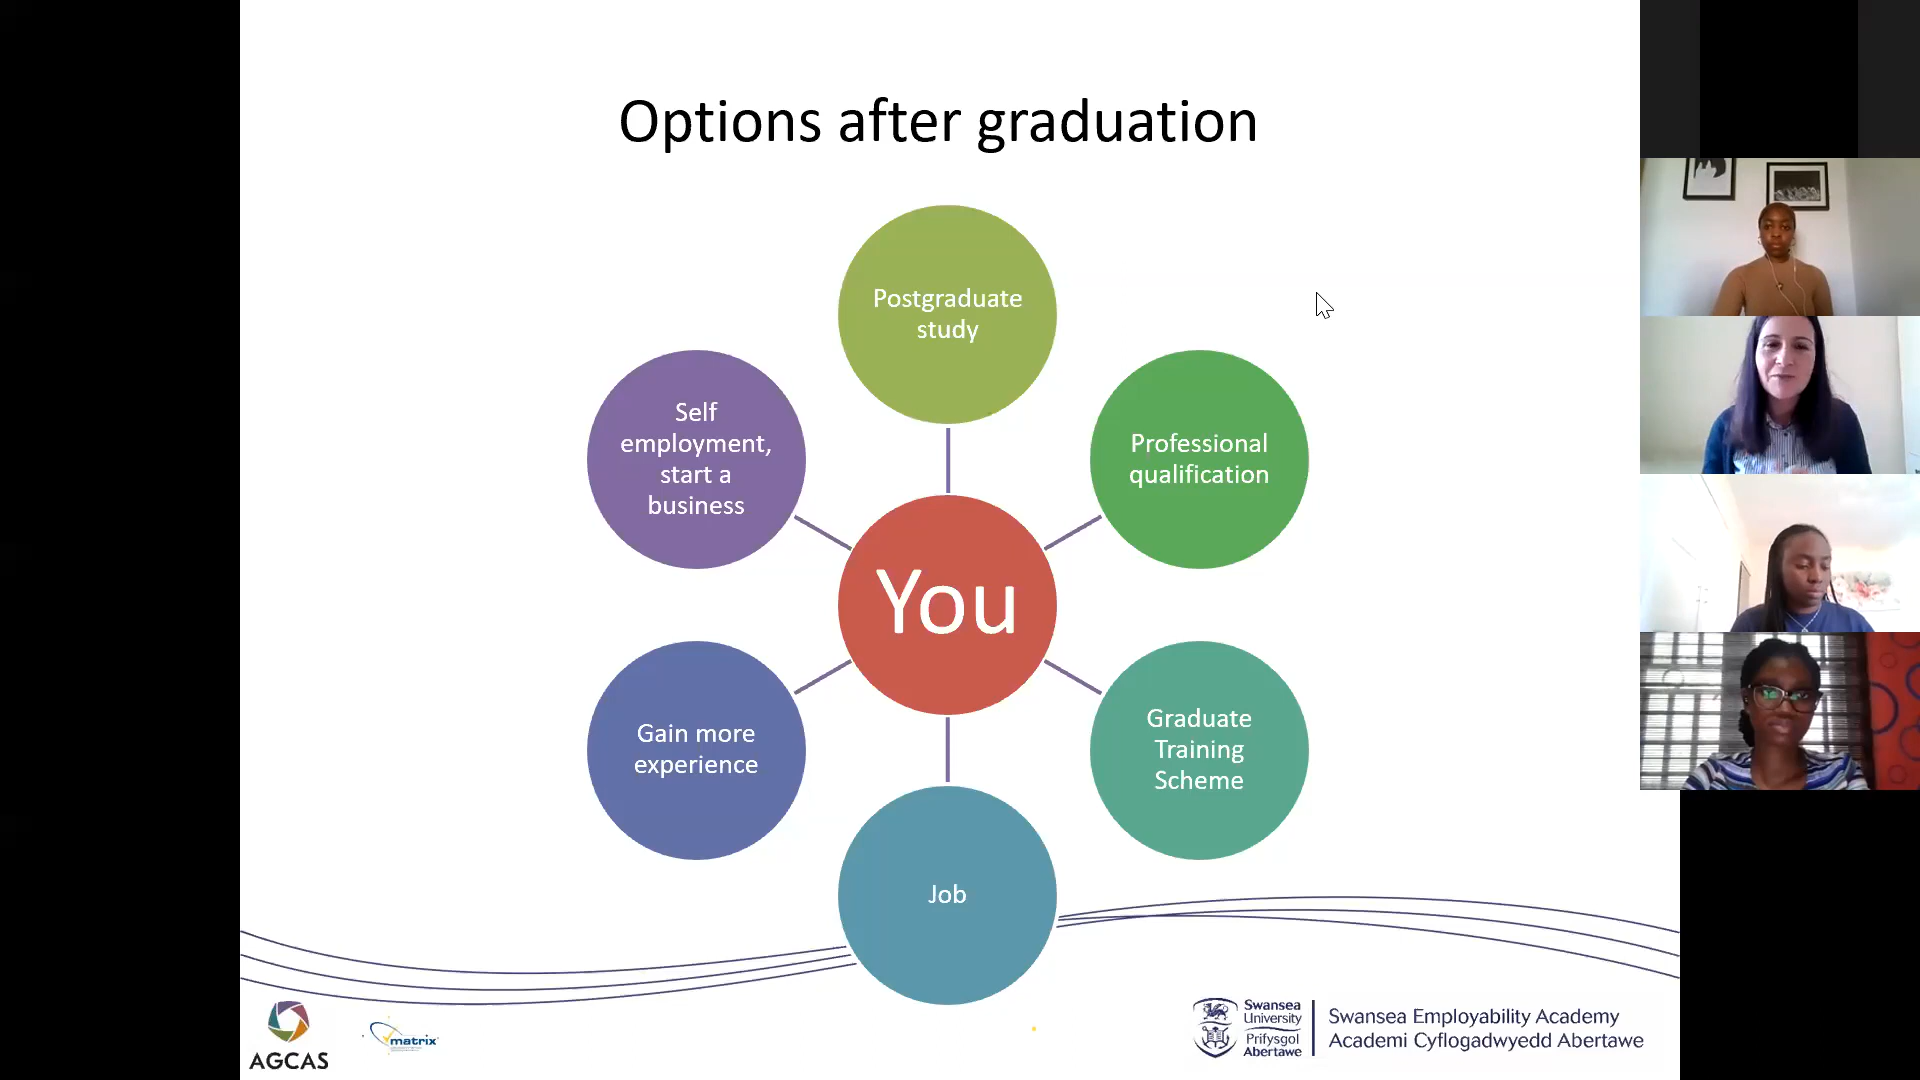 Options after graduation
Postgraduate
study
Self
employment,
start a
business
Professional
qualification
You
Gain more
experience
Graduate
Training
Scheme
Job
AGCAS
matrix
Swansea
University
Prifysgol
Abertawe
Swansea Employability Academy
Academi Cyflogadwyedd Abertawe